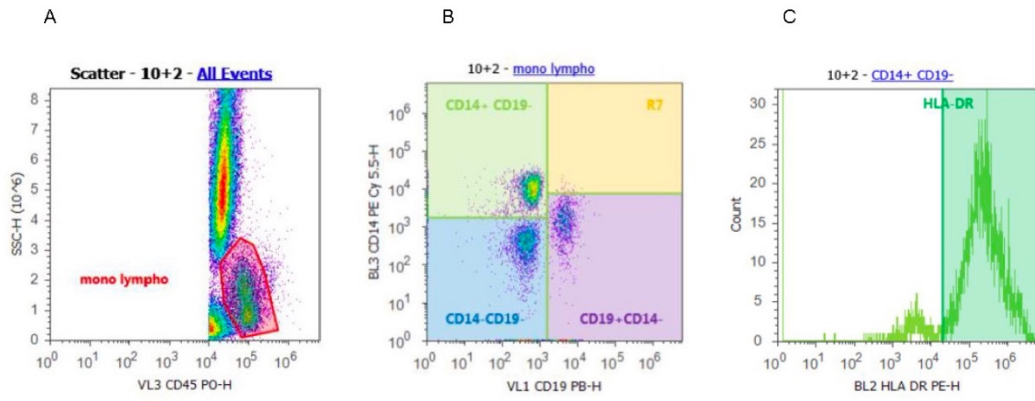 A
B
C
Scatter - 10+2 - All Events
8
7
6
5
4
3
2
1
0
SSC-H (10^6)
mono lympho
10^0 10^1 10^2 10^3 10^4 10^5 10^6
VL3 CD45 PO-H
10+2 - mono lympho
CD14+ CD19-
R7
10^6
10^5
10^4
10^3
10^2
10^1
10^0
BL3 CD14 PE Cy 5.5-H
CD14-CD19-
CD19+CD14-
10^0 10^1 10^2 10^3 10^4 10^5 10^6
VL1 CD19 PB-H
10+2 - CD14+ CD19-
HLA-DR
30
25
20
15
10
5
0
Count
10^0 10^1 10^2 10^3 10^4 10^5 10^6
BL2 HLA DR PE-H